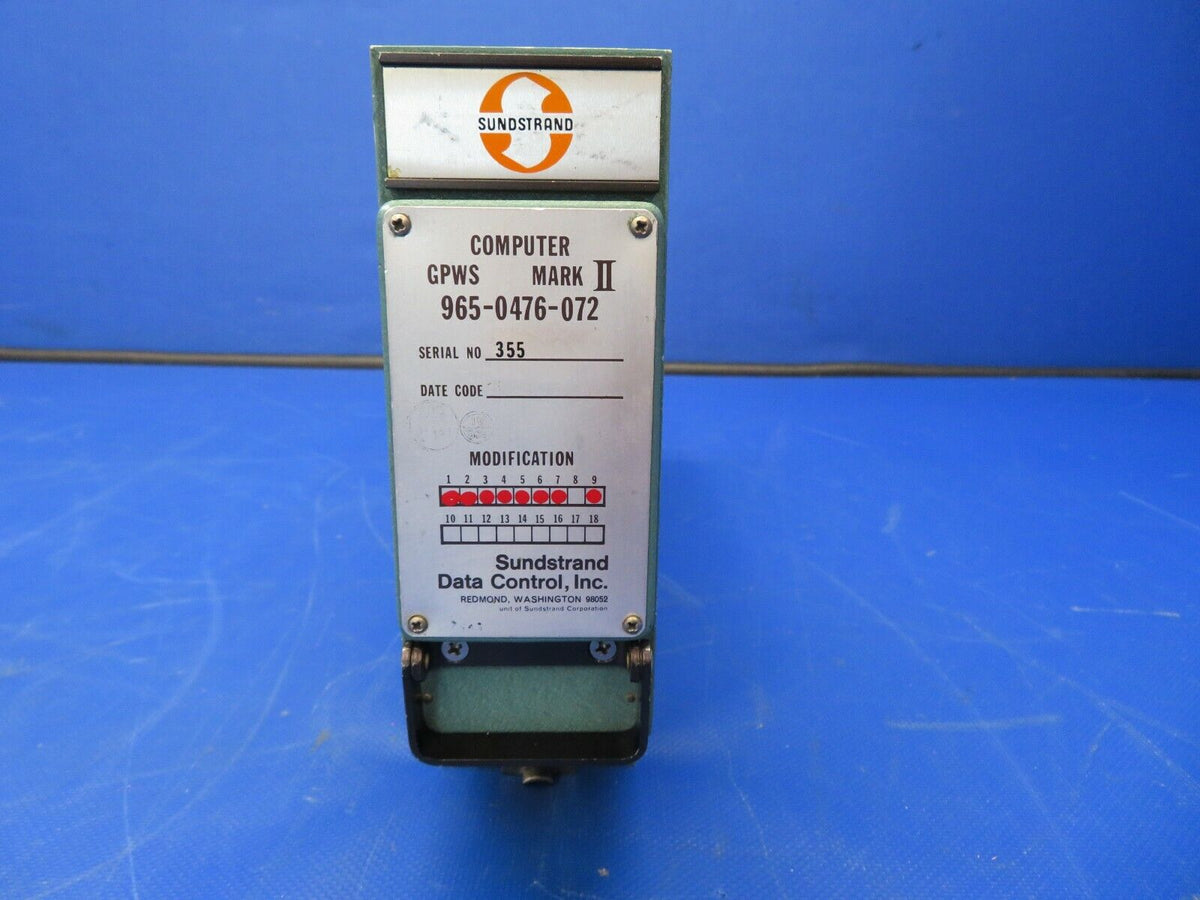 SUNDSTRAND
COMPUTER
GPWS MARK II
965-0476-072
SERIAL NO 355
DATE CODE
MODIFICATION
1 2 3 4 5 6 7 8 9
10 11 12 13 14 15 16 17 18
Sundstrand
Data Control, Inc.
REDMOND, WASHINGTON 98052
unit of Sundstrand Corporation